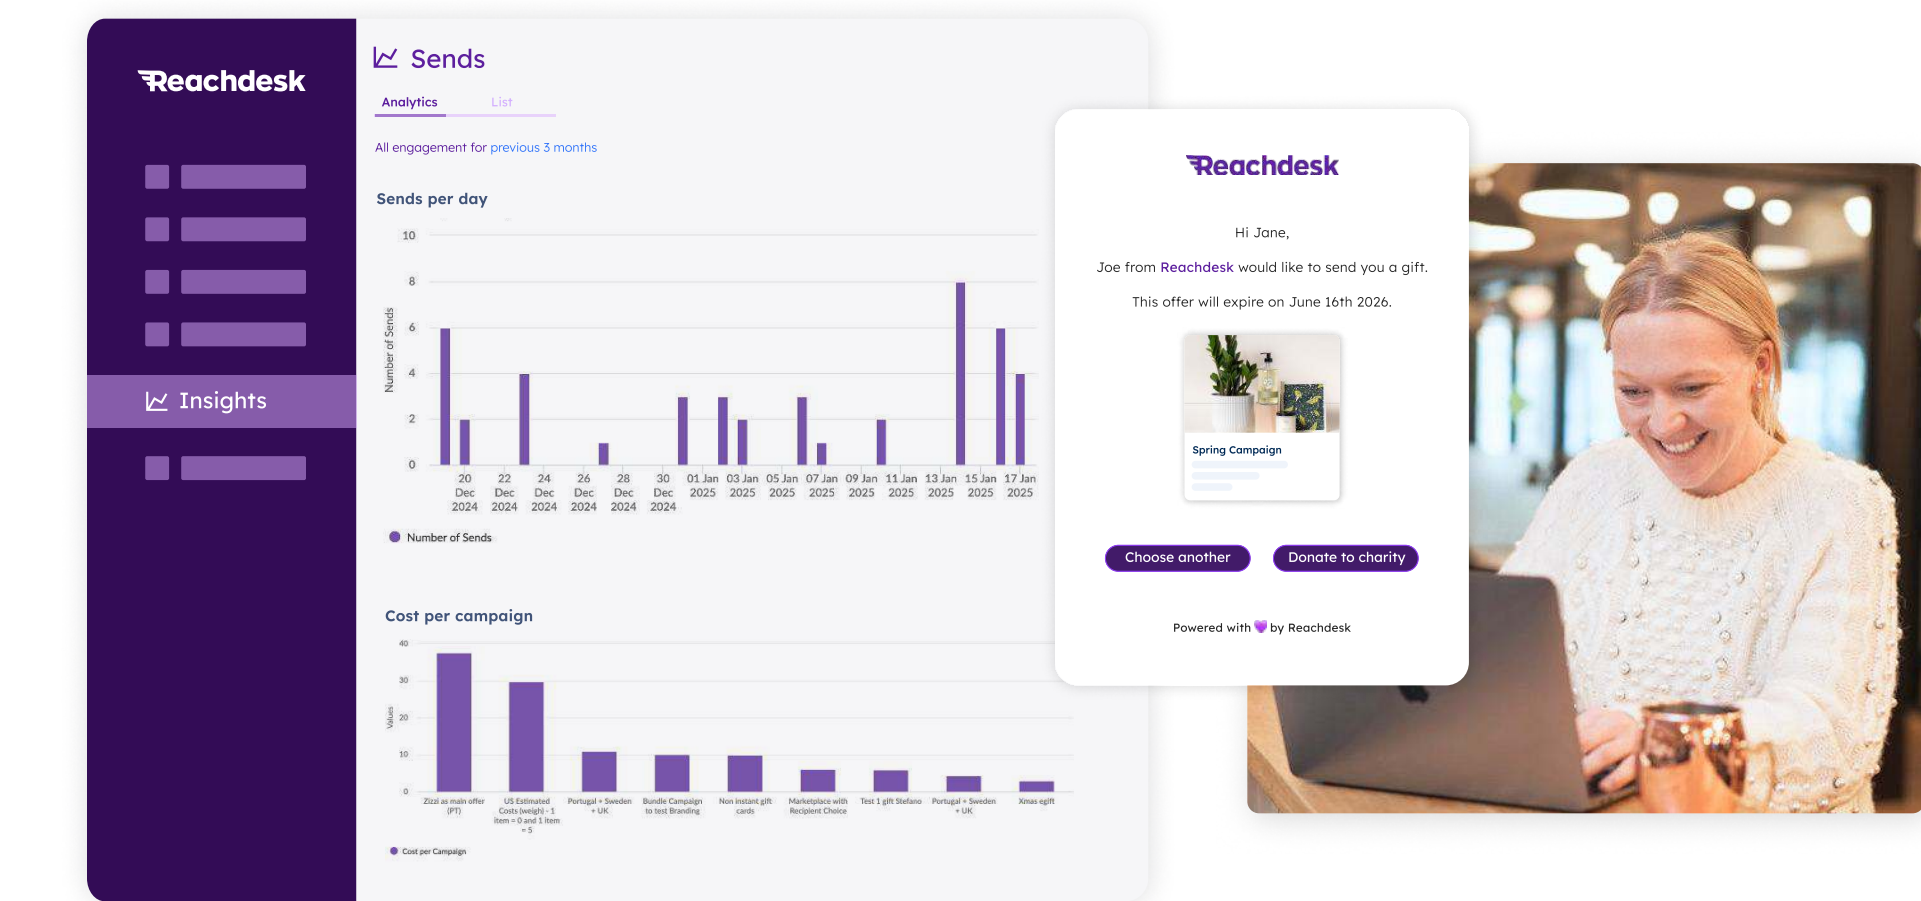 Reachdesk
Insights
Sends
Analytics
List
All engagement for previous 3 months
Sends per day
Number of Sends
10
8
6
4
2
0
20 Dec 2024
22 Dec 2024
24 Dec 2024
26 Dec 2024
28 Dec 2024
30 Dec 2024
01 Jan 2025
03 Jan 2025
05 Jan 2025
07 Jan 2025
09 Jan 2025
11 Jan 2025
13 Jan 2025
15 Jan 2025
17 Jan 2025
Number of Sends
Cost per campaign
Values
40
30
20
10
0
Zizzi as main offer
(PT)
US Estimated
Costs (weigh) - 1
item = 0 and 1 item
= 5
Portugal + Sweden
+ UK
Bundle Campaign
to test Branding
Non instant gift
cards
Marketplace with
Recipient Choice
Test 1 gift Stefano
Portugal + Sweden
+ UK
Xmas egift
Cost per Campaign
Reachdesk
Hi Jane,
Joe from Reachdesk would like to send you a gift.
This offer will expire on June 16th 2026.
Spring Campaign
Choose another
Donate to charity
Powered with 💜 by Reachdesk